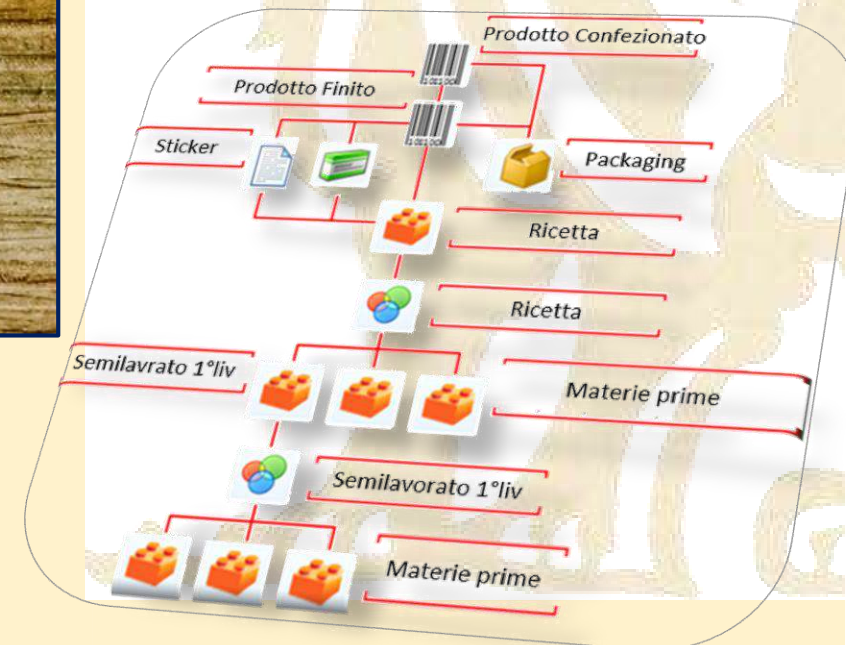 Prodotto Confezionato
Prodotto Finito
Sticker
Packaging
Ricetta
Ricetta
Semilavrato 1°liv
Materie prime
Semilavorato 1°liv
Materie prime